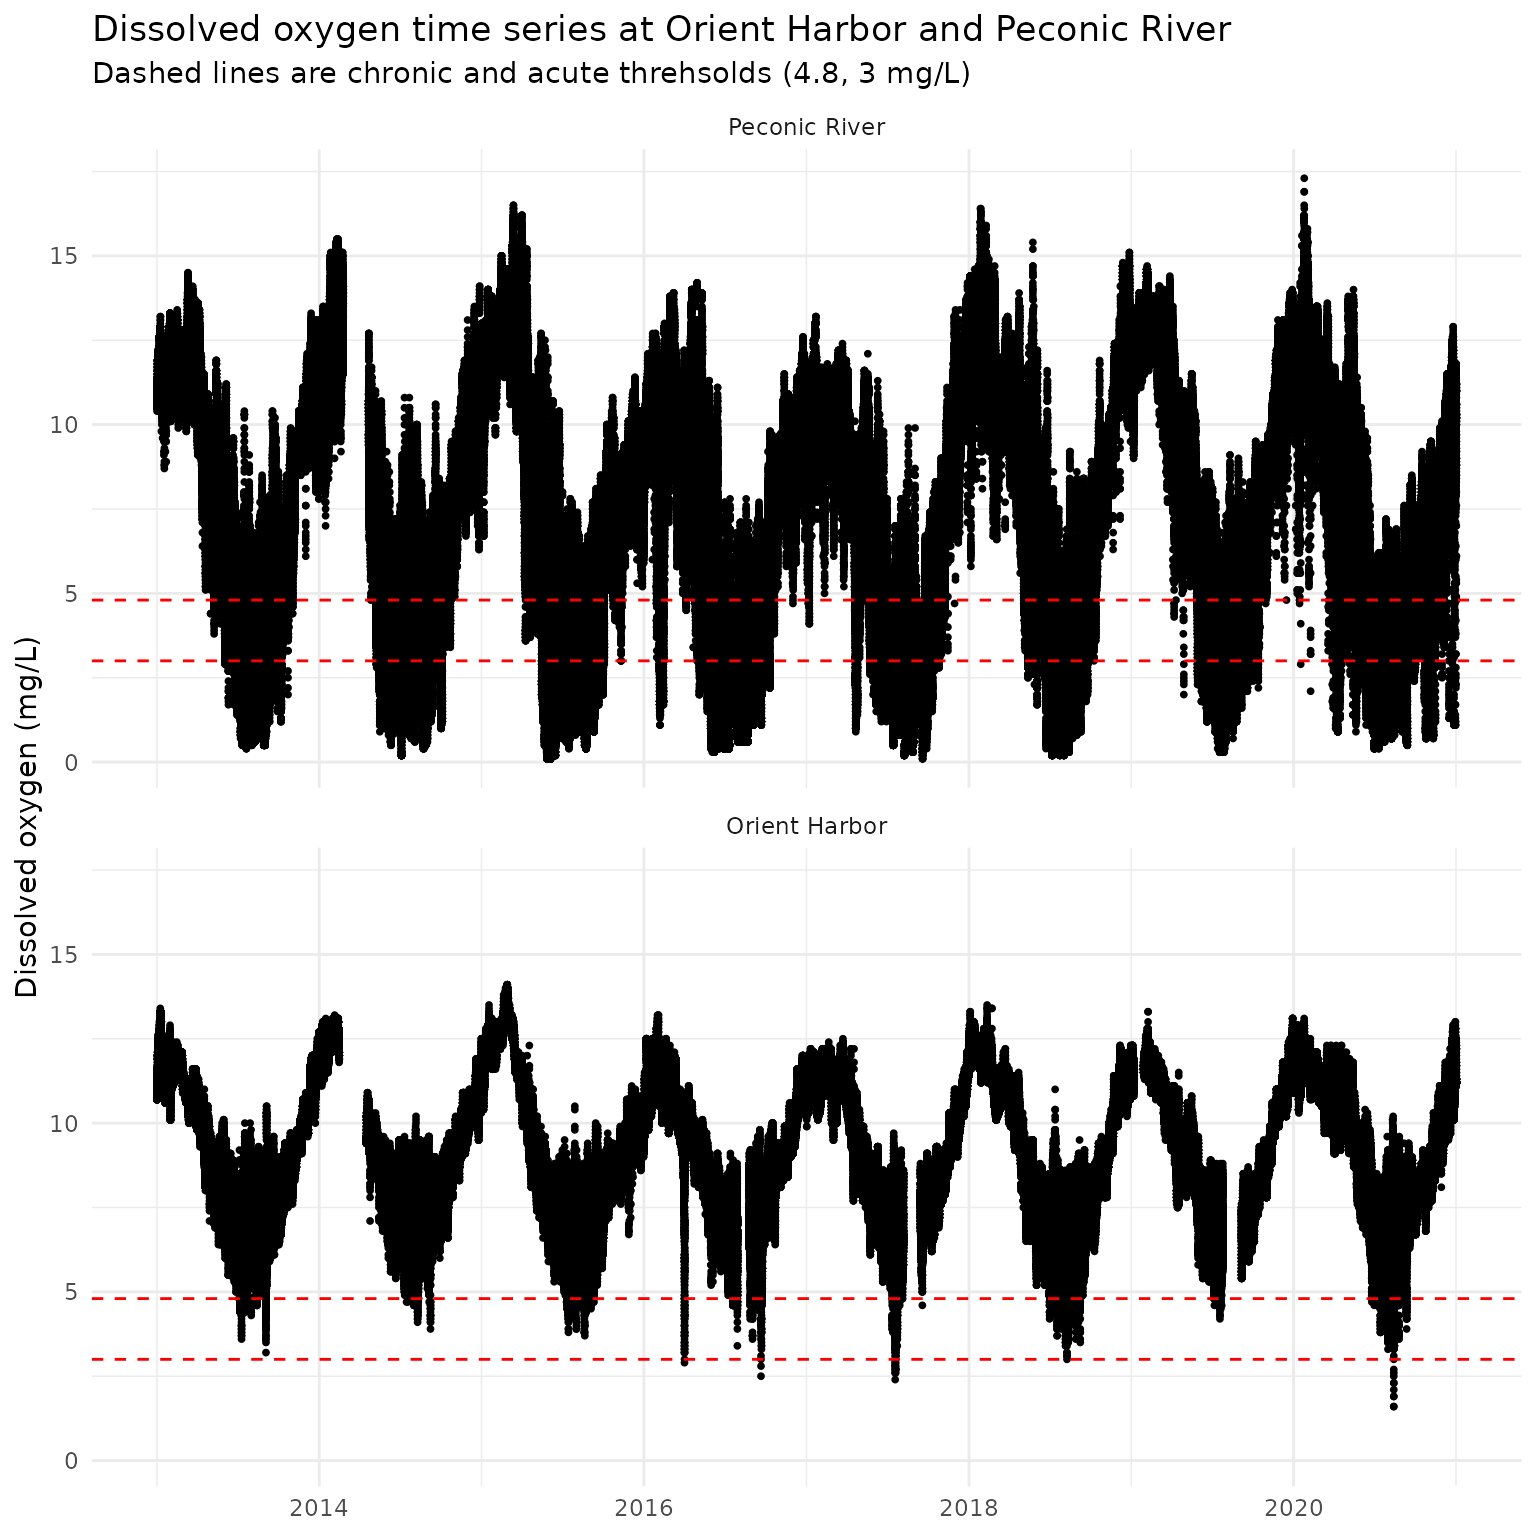 Dissolved oxygen time series at Orient Harbor and Peconic River
Dashed lines are chronic and acute threhsolds (4.8, 3 mg/L)
Peconic River
15
10
5
0
Dissolved oxygen (mg/L)
Orient Harbor
15
10
5
0
2014
2016
2018
2020